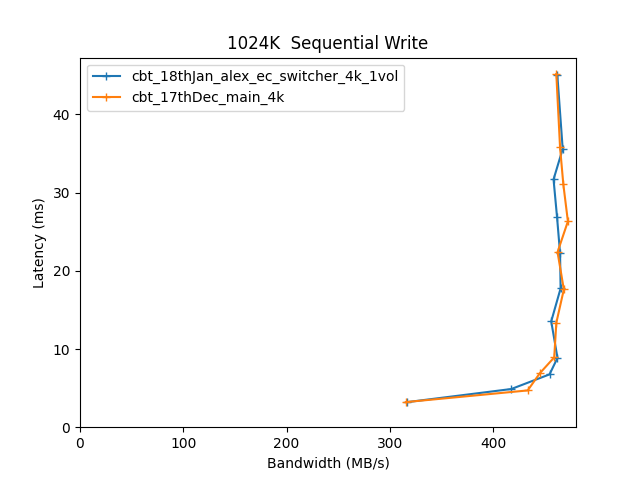 1024K  Sequential Write
cbt_18thJan_alex_ec_switcher_4k_1vol
cbt_17thDec_main_4k
Latency (ms)
40
30
20
10
0
0 100 200 300 400
Bandwidth (MB/s)